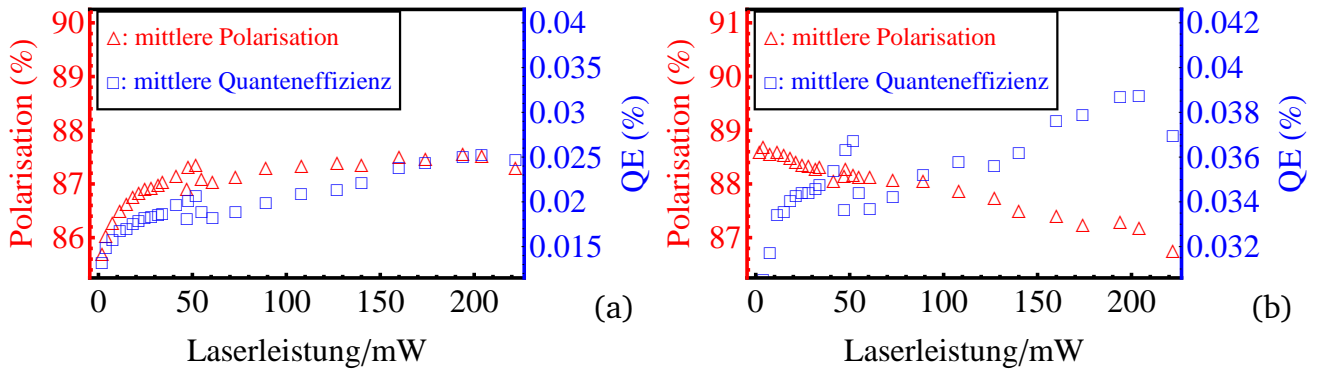 90
89
88
87
86
Polarisation (%)
△: mittlere Polarisation
□: mittlere Quanteneffizienz
0.04
0.035
0.03
0.025
0.02
0.015
QE (%)
0 50 100 150 200
Laserleistung/mW
(a)
91
90
89
88
87
Polarisation (%)
△: mittlere Polarisation
□: mittlere Quanteneffizienz
0.042
0.04
0.038
0.036
0.034
0.032
QE (%)
0 50 100 150 200
Laserleistung/mW
(b)